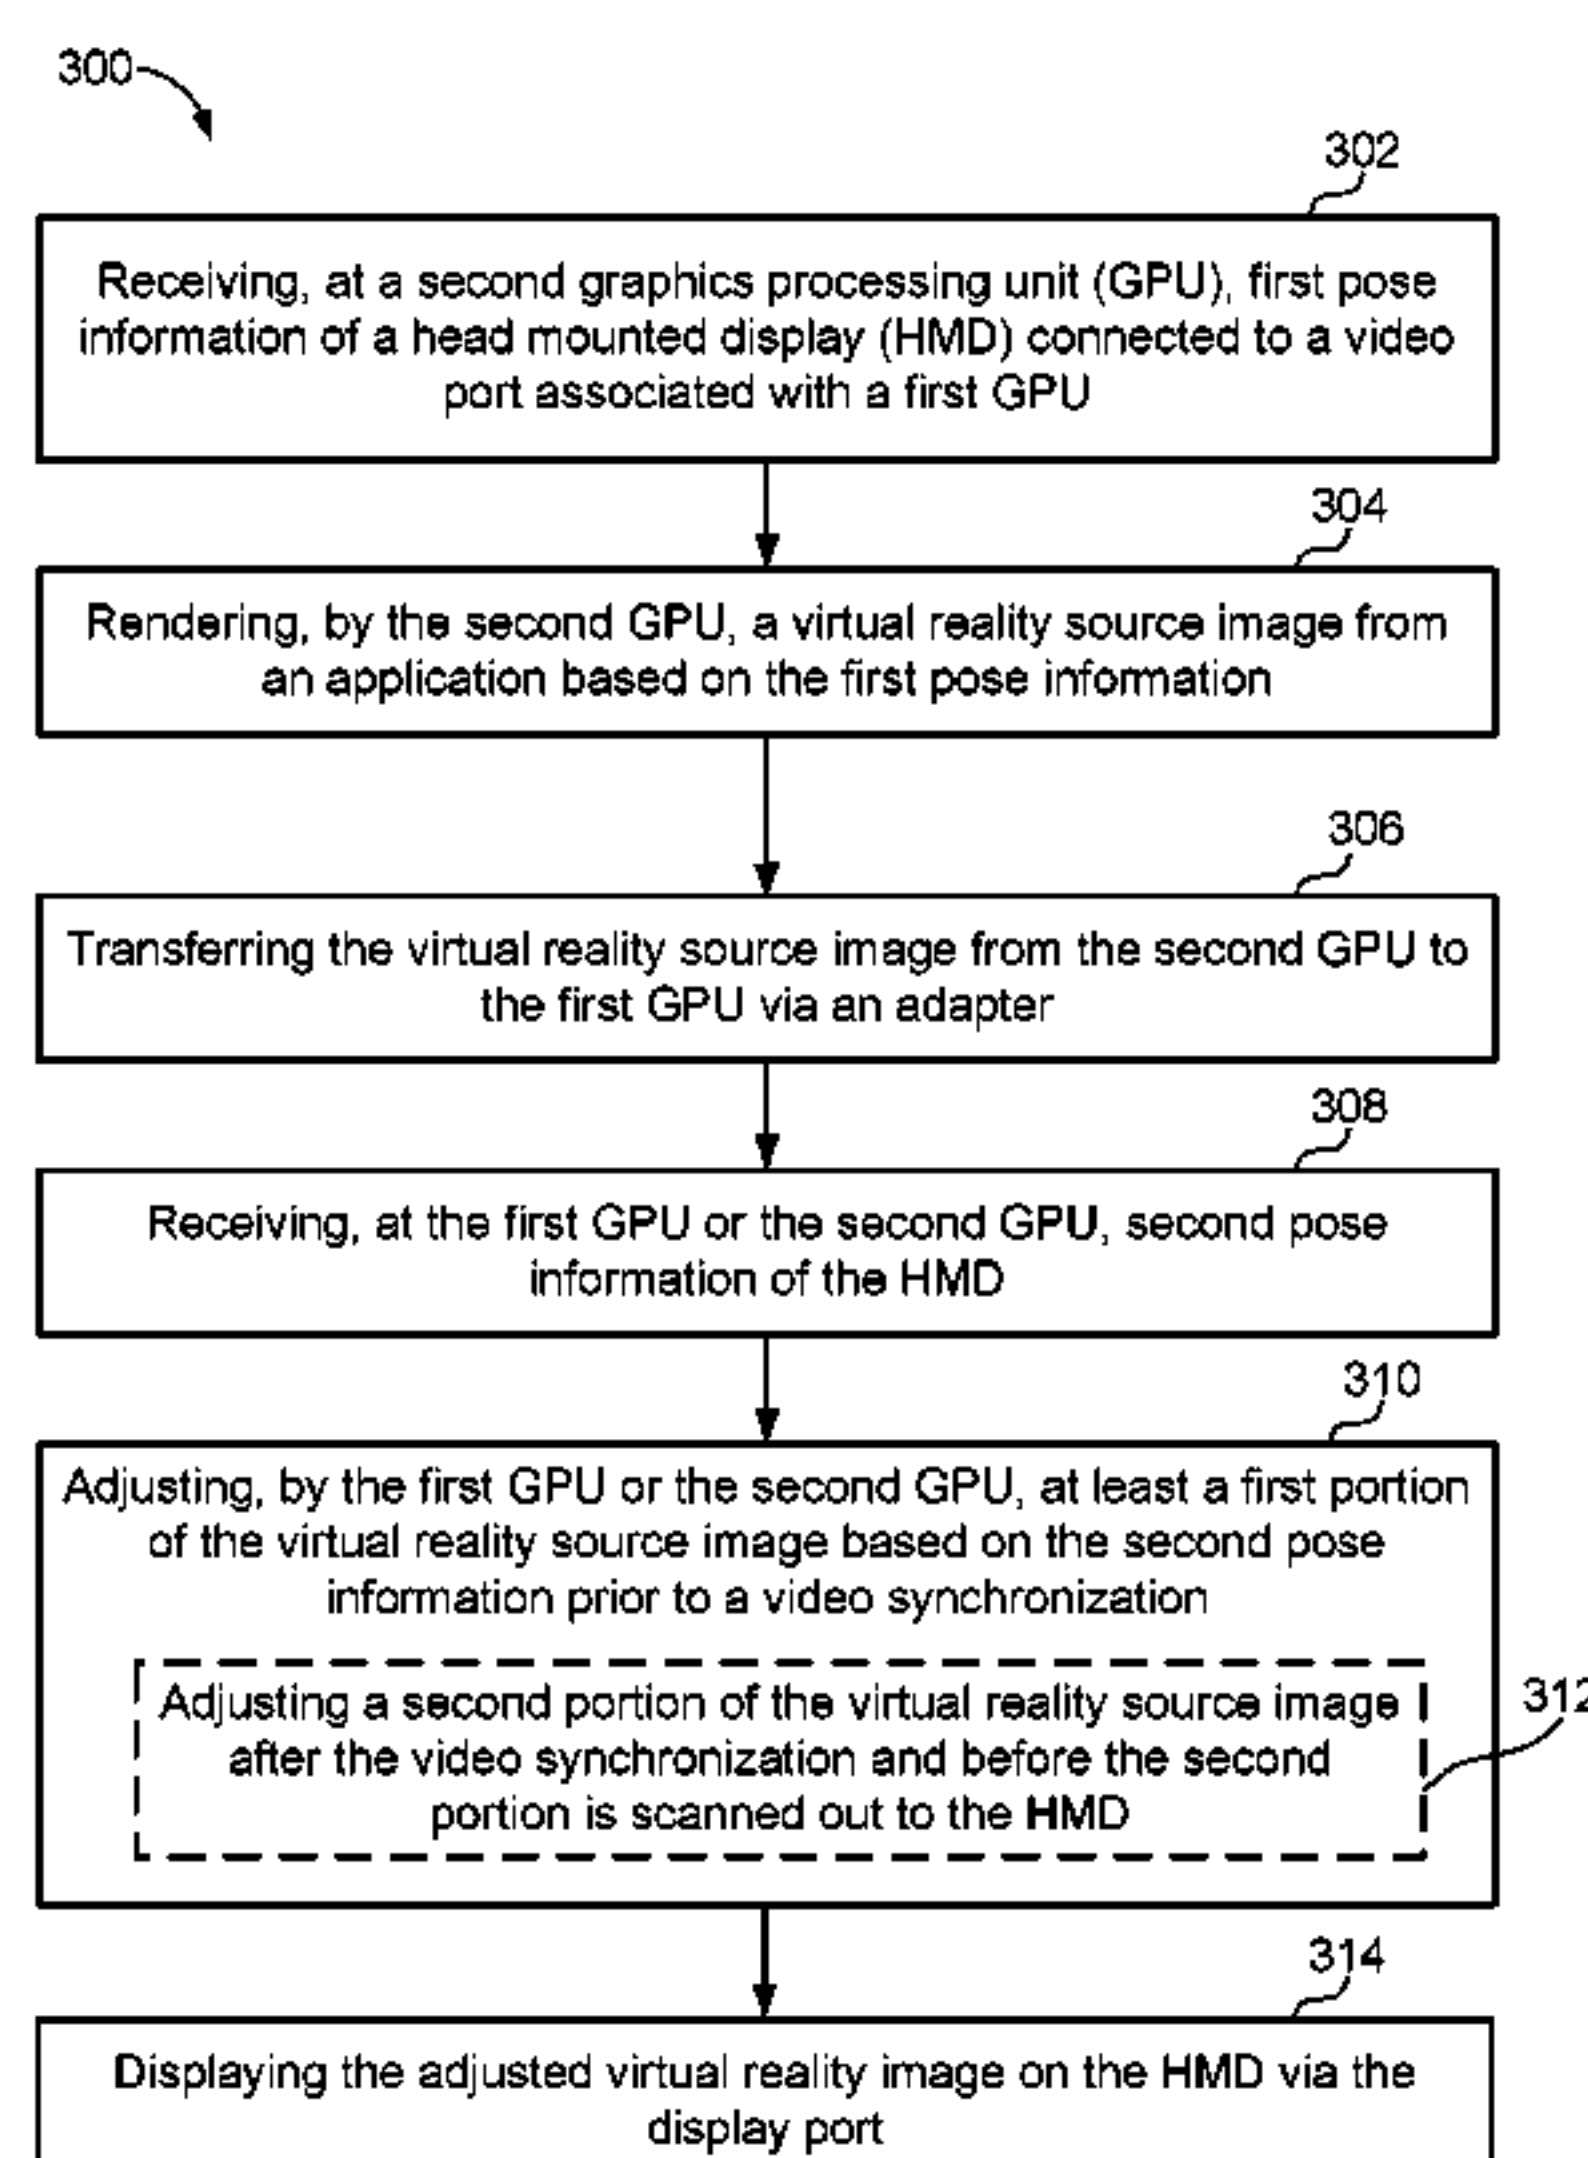 300
302
Receiving, at a second graphics processing unit (GPU), first pose
information of a head mounted display (HMD) connected to a video
port associated with a first GPU
304
Rendering, by the second GPU, a virtual reality source image from
an application based on the first pose information
306
Transferring the virtual reality source image from the second GPU to
the first GPU via an adapter
308
Receiving, at the first GPU or the second GPU, second pose
information of the HMD
310
Adjusting, by the first GPU or the second GPU, at least a first portion
of the virtual reality source image based on the second pose
information prior to a video synchronization
Adjusting a second portion of the virtual reality source image
after the video synchronization and before the second
portion is scanned out to the HMD
312
314
Displaying the adjusted virtual reality image on the HMD via the
display port